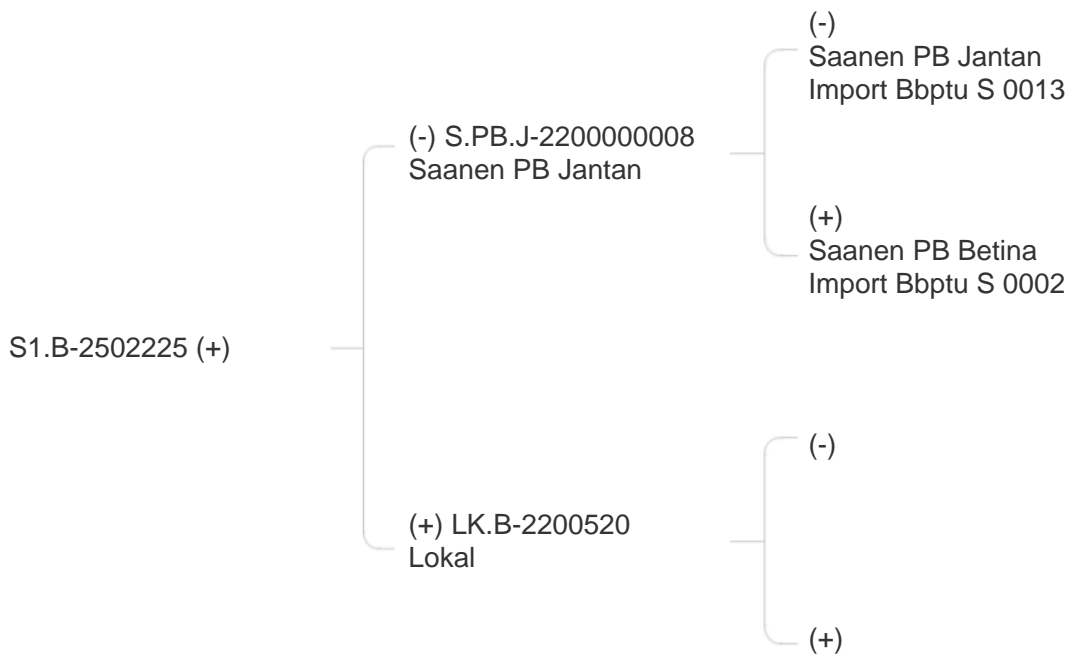 (-)
Saanen PB Jantan
Import Bbptu S 0013
(-) S.PB.J-2200000008
Saanen PB Jantan
(+)
Saanen PB Betina
Import Bbptu S 0002
S1.B-2502225 (+)
(-)
(+) LK.B-2200520
Lokal
(+)